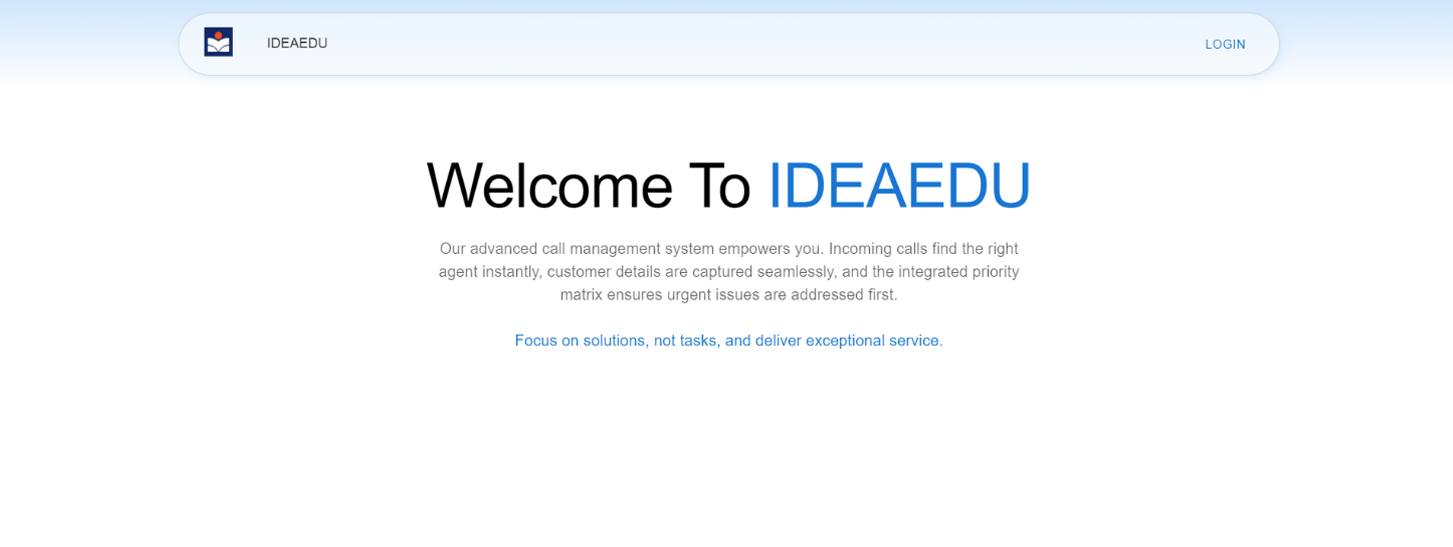 IDEAEDU
LOGIN
Welcome To IDEAEDU
Our advanced call management system empowers you. Incoming calls find the right
agent instantly, customer details are captured seamlessly, and the integrated priority
matrix ensures urgent issues are addressed first.
Focus on solutions, not tasks, and deliver exceptional service.